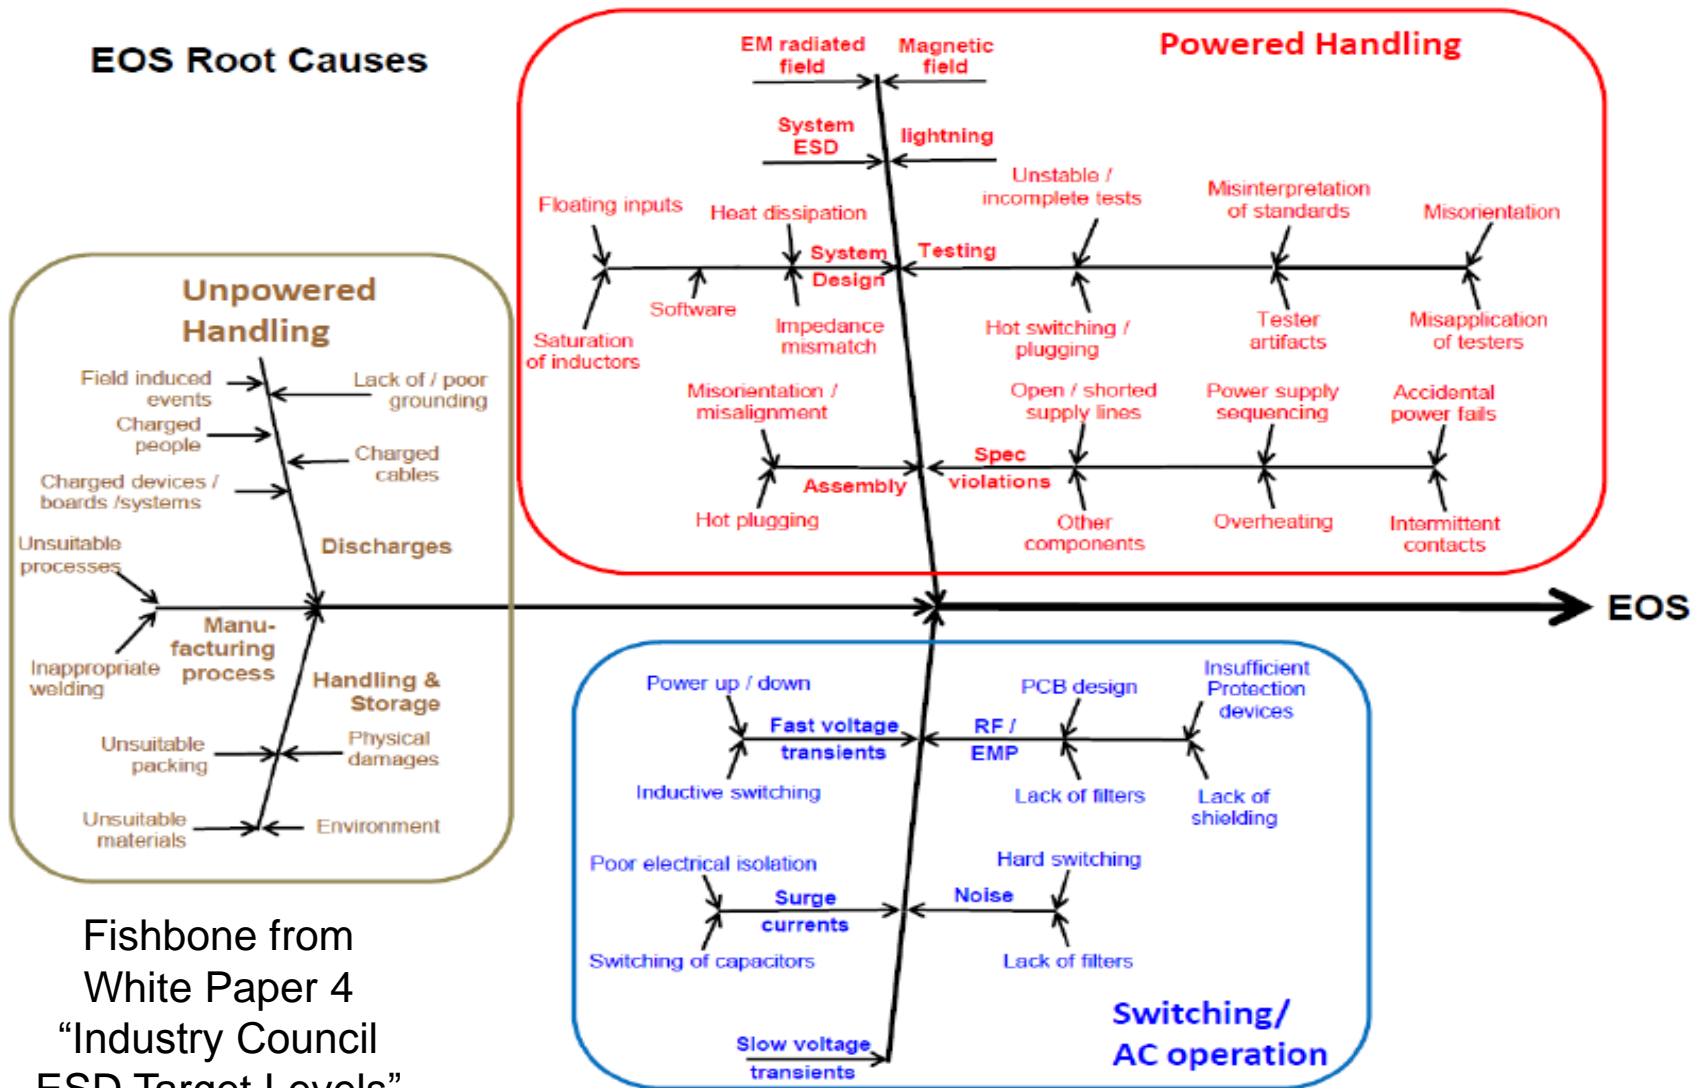 EOS Root Causes
Powered Handling
EM radiated
field
Magnetic
field
System
ESD
lightning
Floating inputs
Heat dissipation
System
Design
Software
Saturation
of inductors
Impedance
mismatch
Testing
Unstable /
incomplete tests
Misinterpretation
of standards
Misorientation
Hot switching /
plugging
Tester
artifacts
Misapplication
of testers
Misorientation /
misalignment
Assembly
Hot plugging
Open / shorted
supply lines
Power supply
sequencing
Accidental
power fails
Spec
violations
Other
components
Overheating
Intermittent
contacts
Unpowered
Handling
Field induced
events
Lack of / poor
grounding
Charged
people
Charged
cables
Charged devices /
boards /systems
Discharges
Unsuitable
processes
Manu-
facturing
process
Inappropriate
welding
Handling &
Storage
Unsuitable
packing
Physical
damages
Unsuitable
materials
Environment
EOS
Power up / down
Fast voltage
transients
Inductive switching
PCB design
Insufficient
Protection
devices
RF /
EMP
Lack of filters
Lack of
shielding
Poor electrical isolation
Surge
currents
Switching of capacitors
Hard switching
Noise
Lack of filters
Slow voltage
transients
Switching/
AC operation
Fishbone from
White Paper 4
“Industry Council
ESD Target Levels”